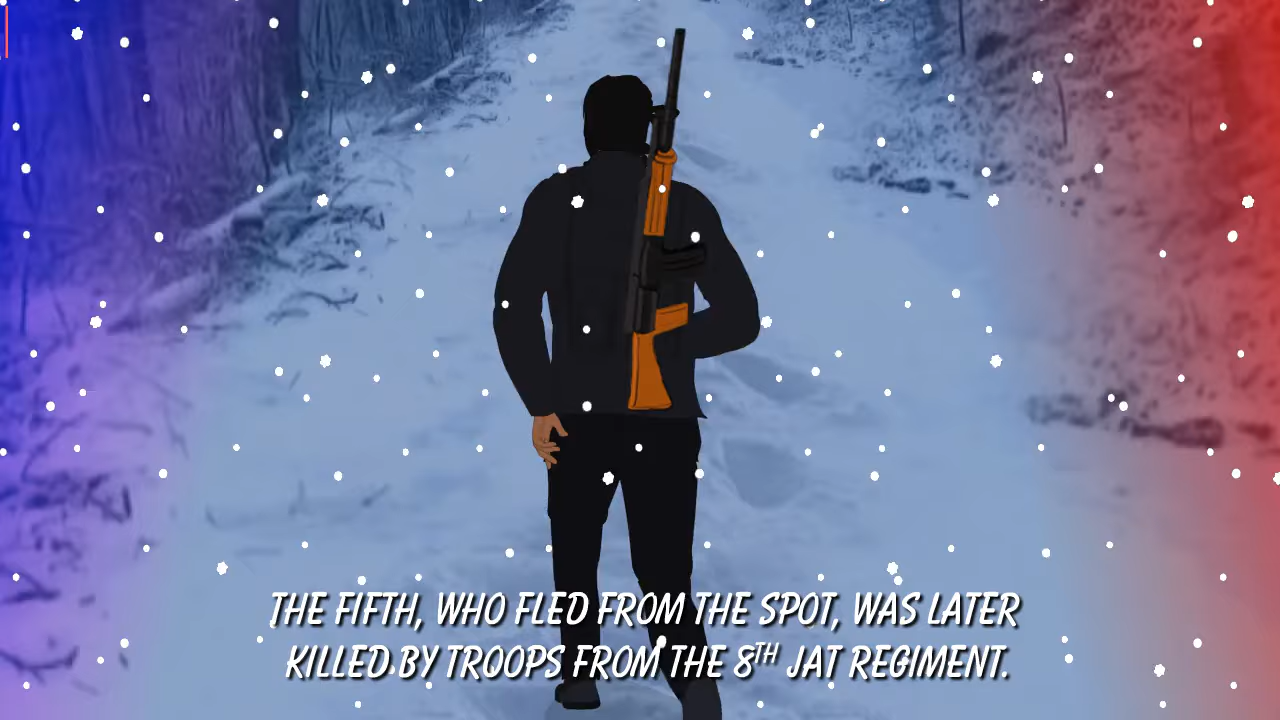 THE FIFTH, WHO FLED FROM THE SPOT, WAS LATER
KILLED BY TROOPS FROM THE 8TH JAT REGIMENT.